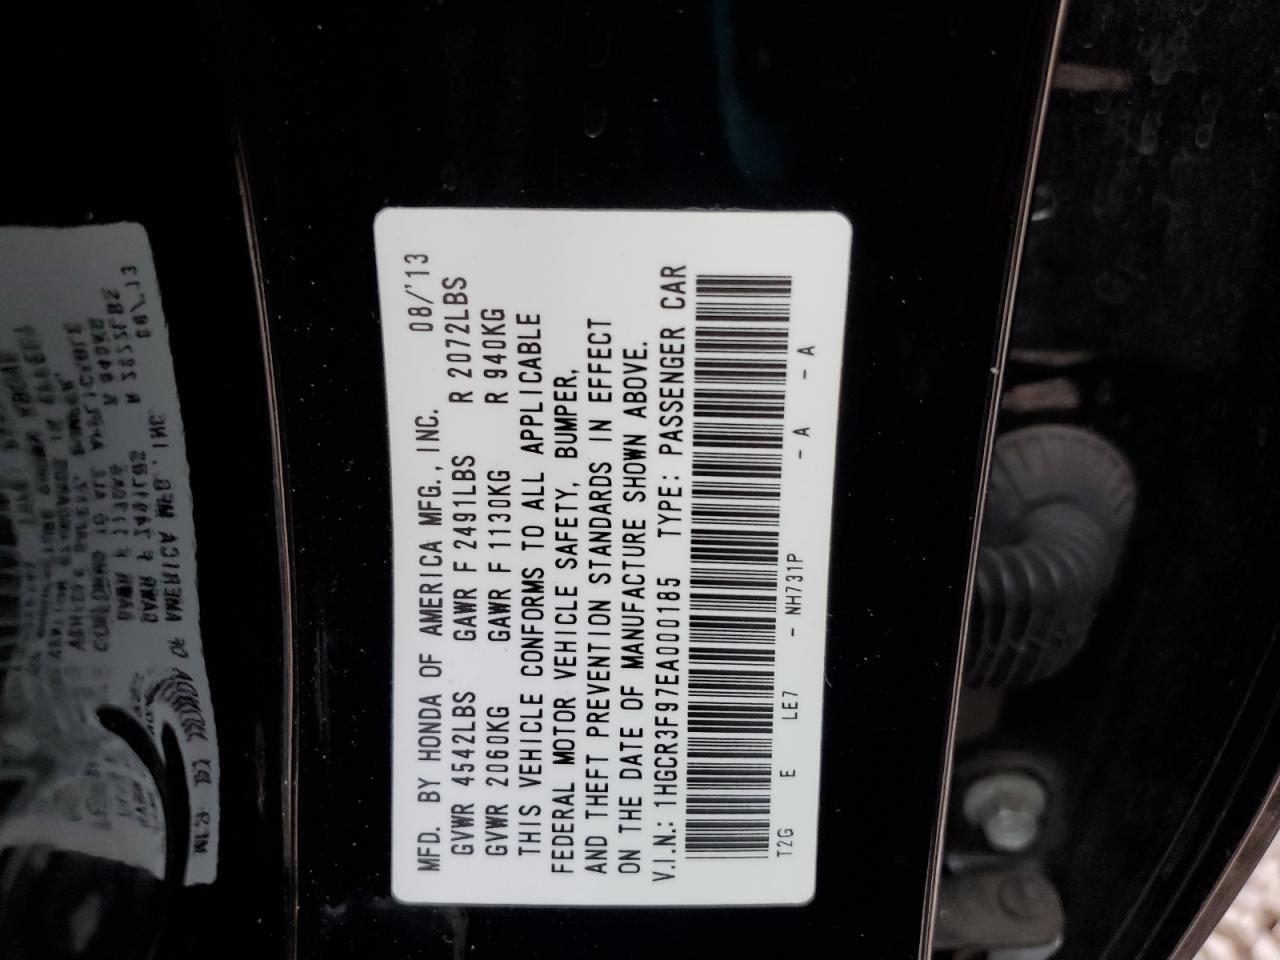 MFD. BY HONDA OF AMERICA MFG., INC. 08/'13
GVWR 4542LBS GAWR F 2491LBS R 2072LBS
GVWR 2060KG GAWR F 1130KG R 940KG
THIS VEHICLE CONFORMS TO ALL APPLICABLE
FEDERAL MOTOR VEHICLE SAFETY, BUMPER,
AND THEFT PREVENTION STANDARDS IN EFFECT
ON THE DATE OF MANUFACTURE SHOWN ABOVE.
V.I.N.: 1HGCR3F97EA000185 TYPE: PASSENGER CAR
T2G E LE7 - NH731P - A - A